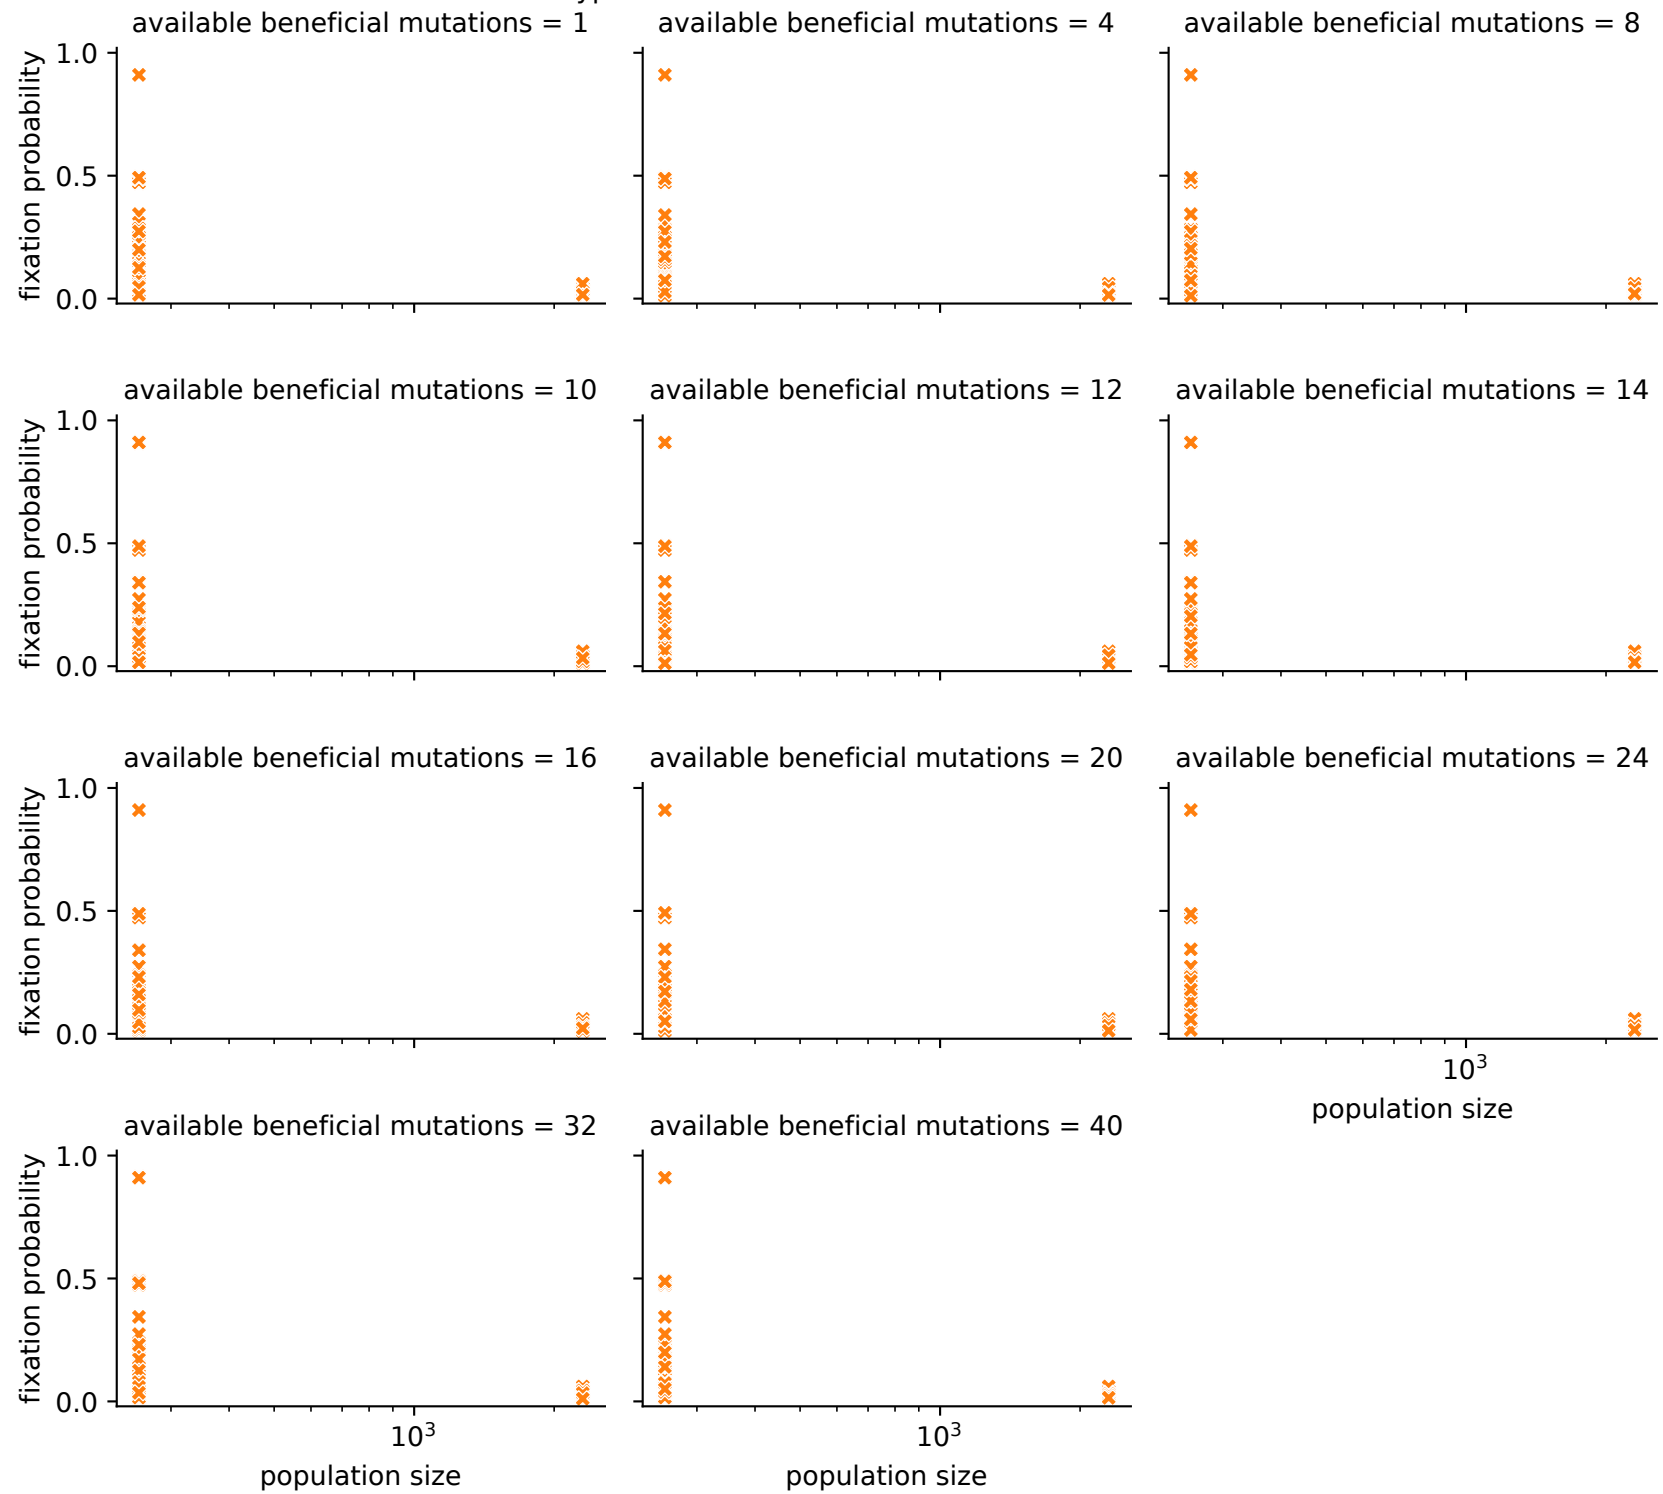 available beneficial mutations = 1
available beneficial mutations = 4
available beneficial mutations = 8
fixation probability
1.0
0.5
0.0
available beneficial mutations = 10
available beneficial mutations = 12
available beneficial mutations = 14
fixation probability
1.0
0.5
0.0
available beneficial mutations = 16
available beneficial mutations = 20
available beneficial mutations = 24
fixation probability
1.0
0.5
0.0
10³
population size
available beneficial mutations = 32
available beneficial mutations = 40
fixation probability
1.0
0.5
0.0
10³
10³
population size
population size